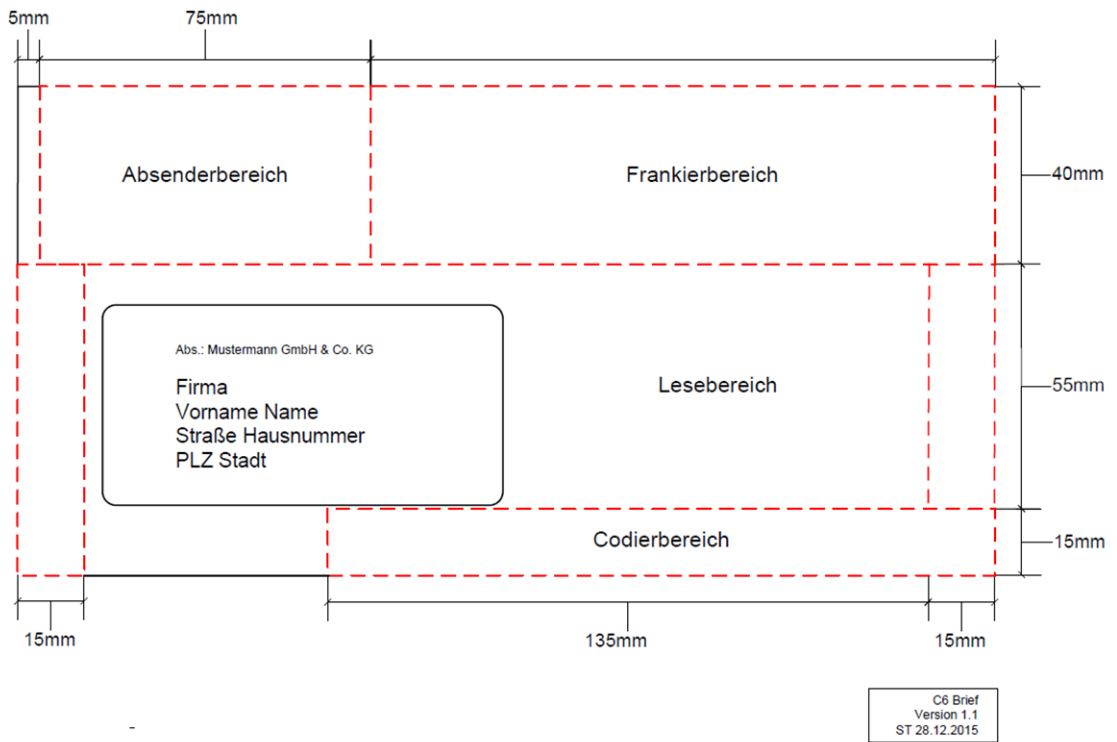 5mm
75mm
Absenderbereich
Frankierbereich
40mm
Abs.: Mustermann GmbH & Co. KG
Firma
Vorname Name
Straße Hausnummer
PLZ Stadt
Lesebereich
55mm
Codierbereich
15mm
15mm
135mm
15mm
C6 Brief
Version 1.1
ST 28.12.2015
-